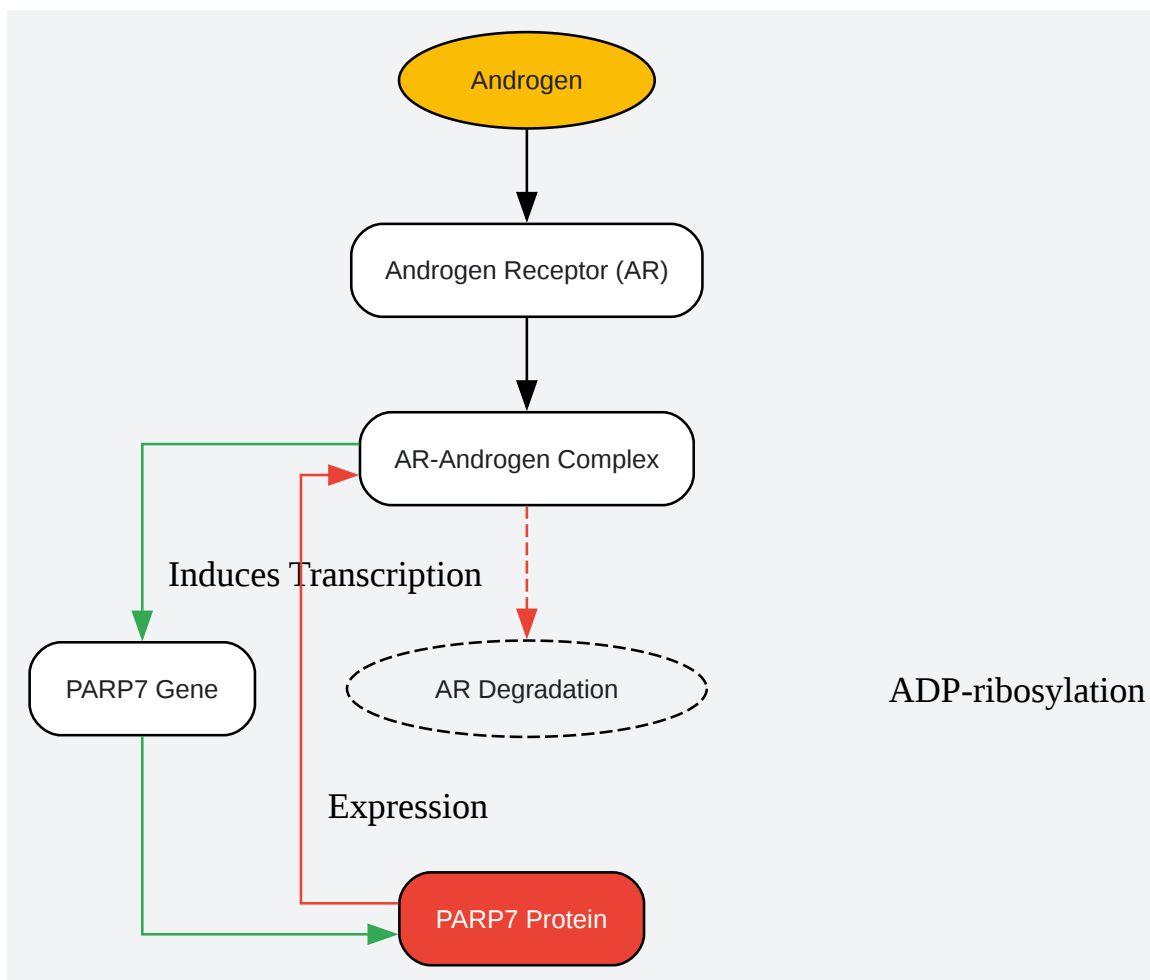 Androgen
Androgen Receptor (AR)
AR-Androgen Complex
Induces Transcription
PARP7 Gene
AR Degradation
ADP-ribosylation
Expression
PARP7 Protein